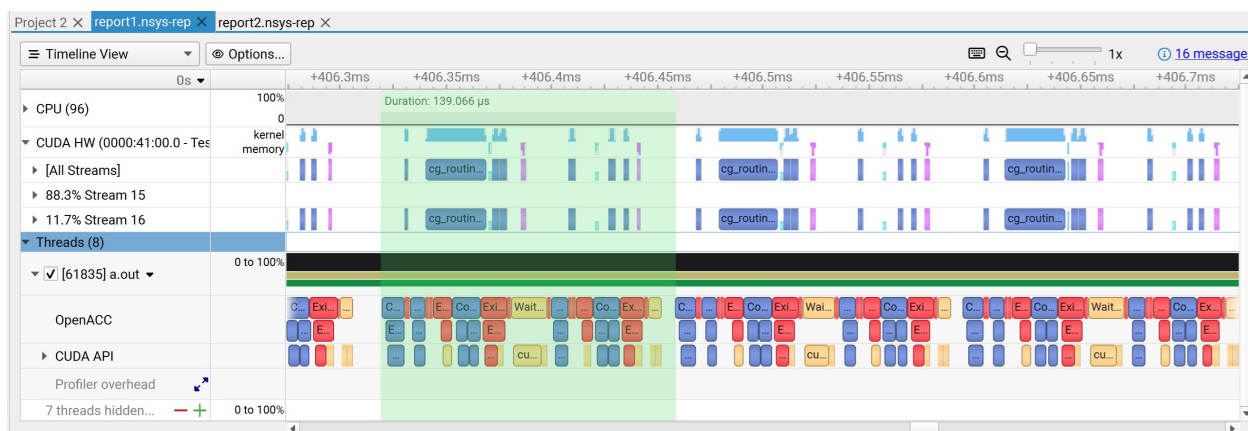 Project 2 × report1.nsys-rep × report2.nsys-rep ×
Timeline View Options... 1x 16 message
0s +406.3ms +406.35ms +406.4ms +406.45ms +406.5ms +406.55ms +406.6ms +406.65ms +406.7ms
CPU (96) 100%
0
Duration: 139.066 µs
CUDA HW (0000:41:00.0 - Tes kernel
memory
[All Streams] cg_routin... cg_routin... cg_routin...
88.3% Stream 15
11.7% Stream 16 cg_routin... cg_routin... cg_routin...
Threads (8)
[61835] a.out 0 to 100%
C... Exi... ... C... ... E... Co... Exi... Wait... ... ... Co... Ex... ... C... ... E... Co... Exi... Wai... ... ... Co... Exi... ... C... ... E... Co... Exi... Wait... ... ... Co... Exi... ...
OpenACC
... E... E... ... ... E... ... ... E... ... ... ... E... ... ... E... ... ... ... E... ... ... E...
CUDA API ... ... ... cu... ... ... ... ... cu... ... ... ... ... cu... ... ...
Profiler overhead
7 threads hidden... 0 to 100%